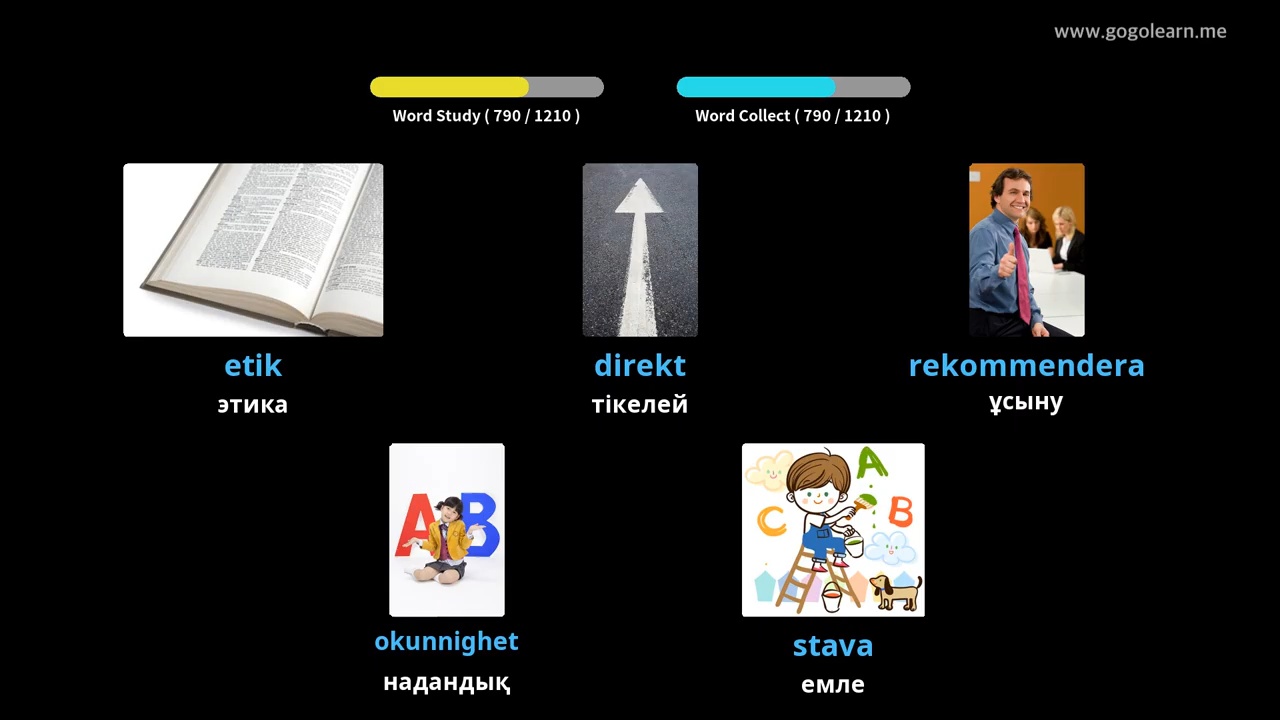 www.gogolearn.me
Word Study ( 790 / 1210 )
Word Collect ( 790 / 1210 )
etik
direkt
rekommendera
этика
тікелей
ұсыну
A B
A
B
C
okunnighet
stava
надандық
емле